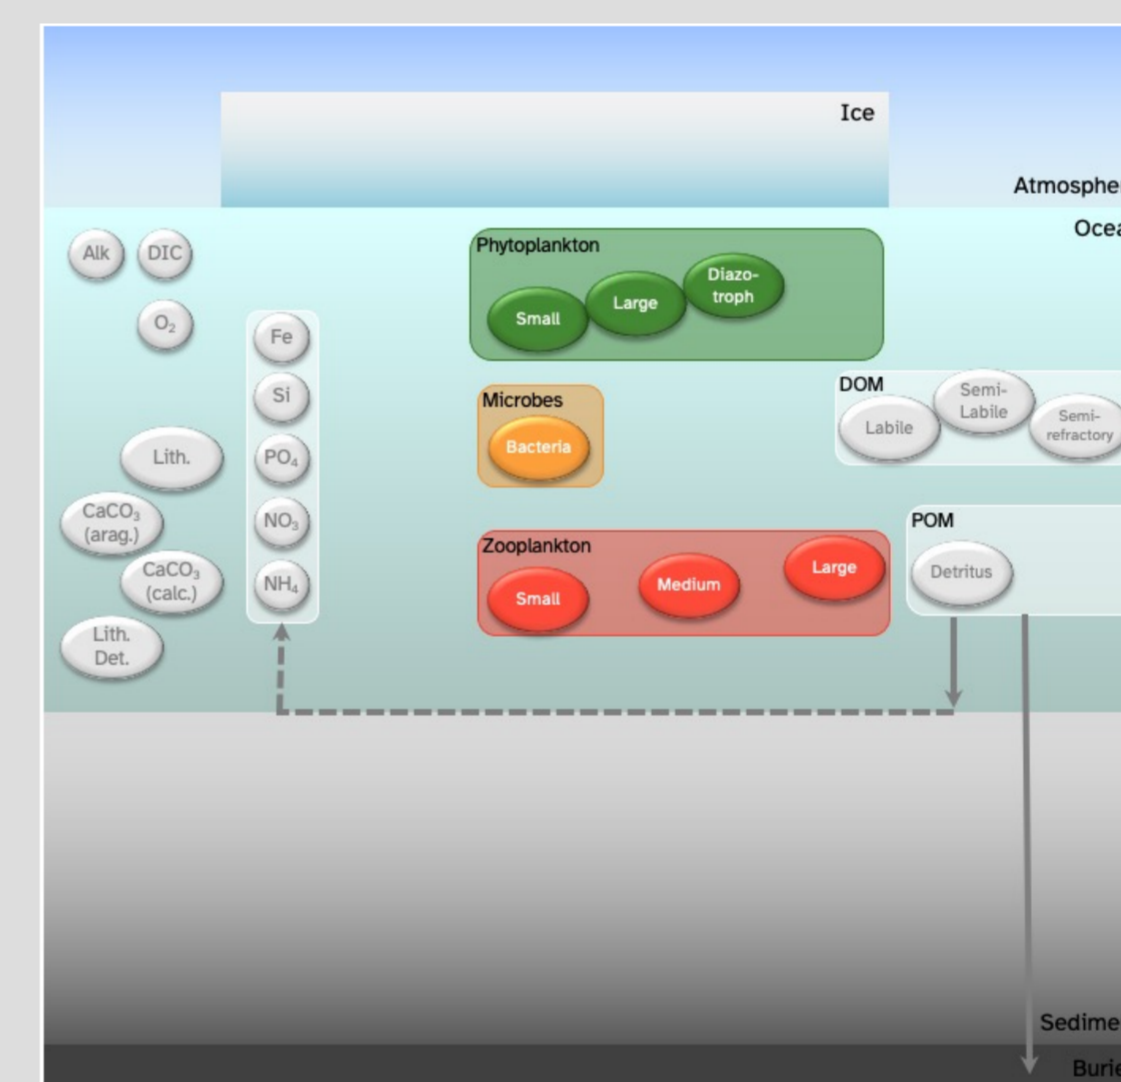 Ice
Atmospher
Ocea
Alk
DIC
O₂
Fe
Si
PO₄
NO₃
NH₄
Lith.
CaCO₃
(arag.)
CaCO₃
(calc.)
Lith.
Det.
Phytoplankton
Small
Large
Diazo-
troph
Microbes
Bacteria
Zooplankton
Small
Medium
Large
DOM
Labile
Semi-
Labile
Semi-
refractory
POM
Detritus
Sedime
Burie